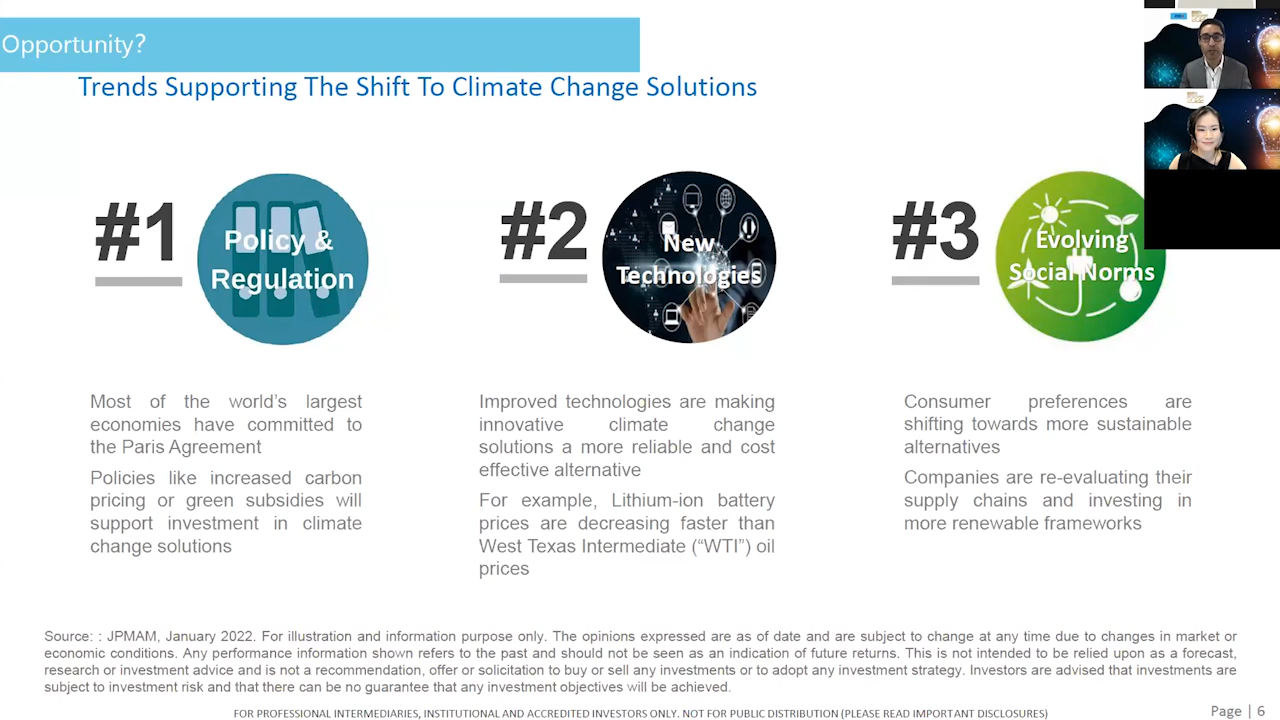 Opportunity?
Trends Supporting The Shift To Climate Change Solutions
#1
Policy &
Regulation
#2
New
Technologies
#3
Evolving
Social Norms
Most of the world's largest
economies have committed to
the Paris Agreement
Policies like increased carbon
pricing or green subsidies will
support investment in climate
change solutions
Improved technologies are making
innovative climate change
solutions a more reliable and cost
effective alternative
For example, Lithium-ion battery
prices are decreasing faster than
West Texas Intermediate (“WTI”) oil
prices
Consumer preferences are
shifting towards more sustainable
alternatives
Companies are re-evaluating their
supply chains and investing in
more renewable frameworks
Source: : JPMAM, January 2022. For illustration and information purpose only. The opinions expressed are as of date and are subject to change at any time due to changes in market or
economic conditions. Any performance information shown refers to the past and should not be seen as an indication of future returns. This is not intended to be relied upon as a forecast,
research or investment advice and is not a recommendation, offer or solicitation to buy or sell any investments or to adopt any investment strategy. Investors are advised that investments are
subject to investment risk and that there can be no guarantee that any investment objectives will be achieved.
FOR PROFESSIONAL INTERMEDIARIES, INSTITUTIONAL AND ACCREDITED INVESTORS ONLY. NOT FOR PUBLIC DISTRIBUTION (PLEASE READ IMPORTANT DISCLOSURES)
Page | 6